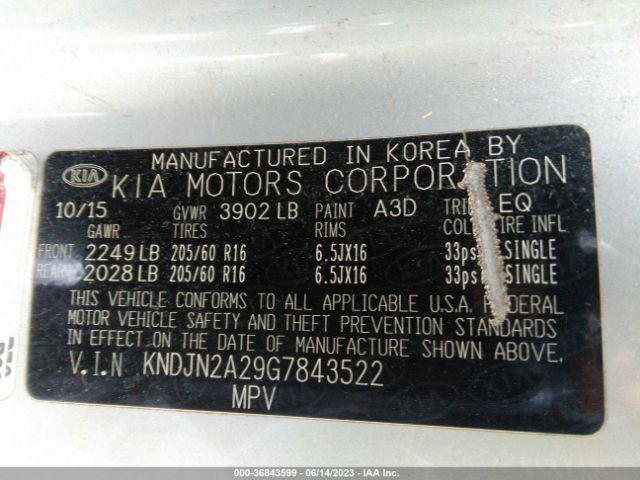 MANUFACTURED IN KOREA BY
KIA KIA MOTORS CORPORATION
10/15 GVWR 3902 LB PAINT A3D EQ
GAWR TIRES RIMS TIRE INFL
FRONT 2249 LB 205/60 R16 6.5JX16 33psi SINGLE
REAR 2028 LB 205/60 R16 6.5JX16 33psi SINGLE
THIS VEHICLE CONFORMS TO ALL APPLICABLE U.S.A. FEDERAL
MOTOR VEHICLE SAFETY AND THEFT PREVENTION STANDARDS
IN EFFECT ON THE DATE OF MANUFACTURE SHOWN ABOVE.
V.I.N KNDJN2A29G7843522
MPV
000-36843599 - 06/14/2023 - IAA Inc.